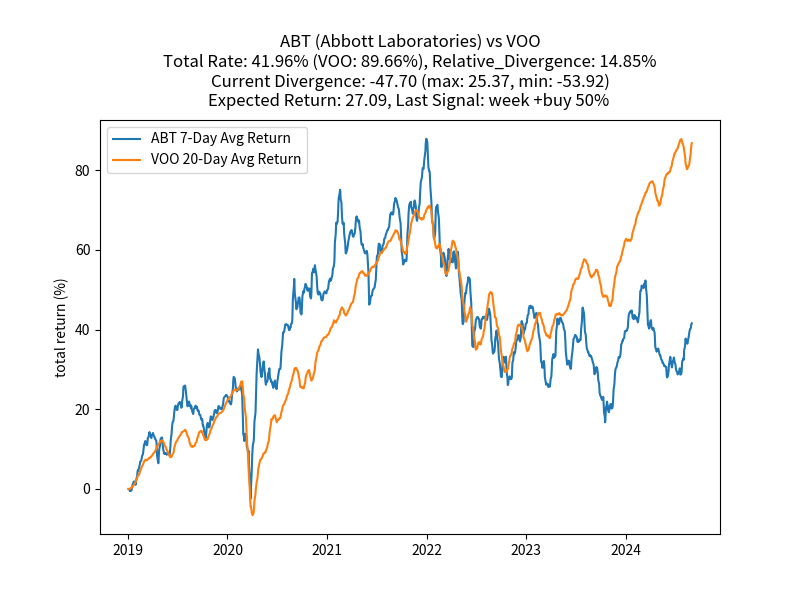 ABT (Abbott Laboratories) vs VOO
Total Rate: 41.96% (VOO: 89.66%), Relative_Divergence: 14.85%
Current Divergence: -47.70 (max: 25.37, min: -53.92)
Expected Return: 27.09, Last Signal: week +buy 50%
ABT 7-Day Avg Return
VOO 20-Day Avg Return
total return (%)
80
60
40
20
0
2019 2020 2021 2022 2023 2024